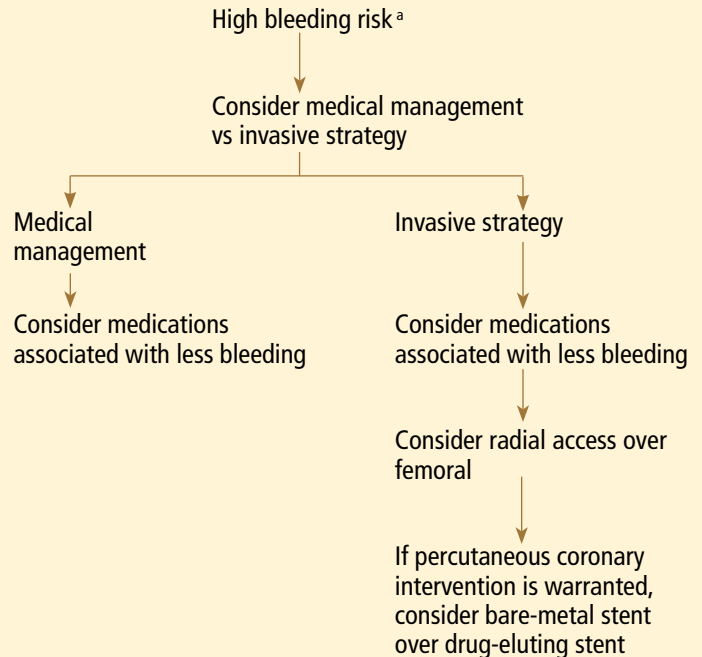 High bleeding risk a
Consider medical management
vs invasive strategy
Medical
management
Consider medications
associated with less bleeding
Invasive strategy
Consider medications
associated with less bleeding
Consider radial access over
femoral
If percutaneous coronary
intervention is warranted,
consider bare-metal stent
over drug-eluting stent